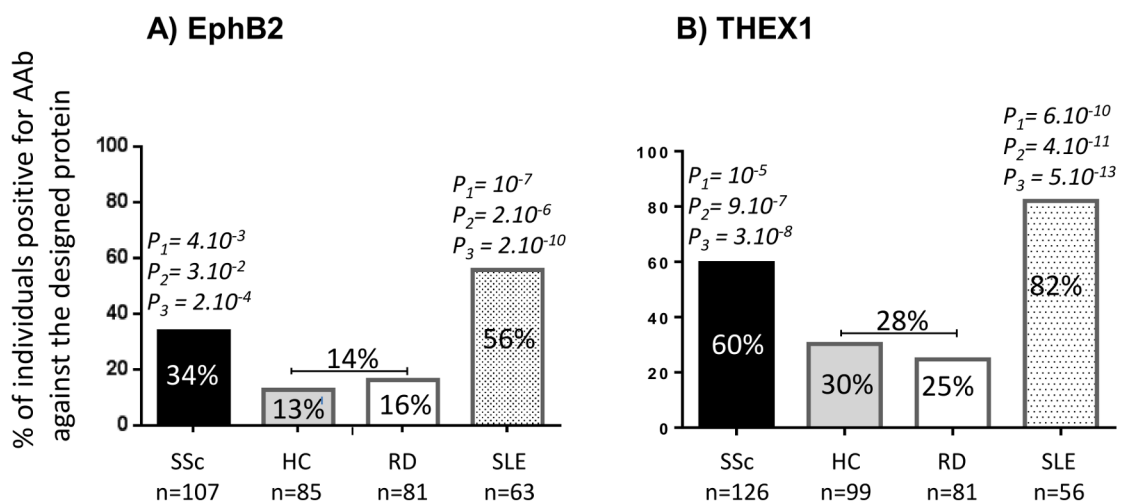 A) EphB2
% of individuals positive for AAb
against the designed protein
100
80
60
40
20
0
P1= 4.10-3
P2= 3.10-2
P3 = 2.10-4
34%
13%
14%
16%
P1= 10-7
P2= 2.10-6
P3 = 2.10-10
56%
SSc HC RD SLE
n=107 n=85 n=81 n=63
B) THEX1
100
80
60
40
20
0
P1= 10-5
P2= 9.10-7
P3 = 3.10-8
60%
30%
28%
25%
P1= 6.10-10
P2= 4.10-11
P3 = 5.10-13
82%
SSc HC RD SLE
n=126 n=99 n=81 n=56